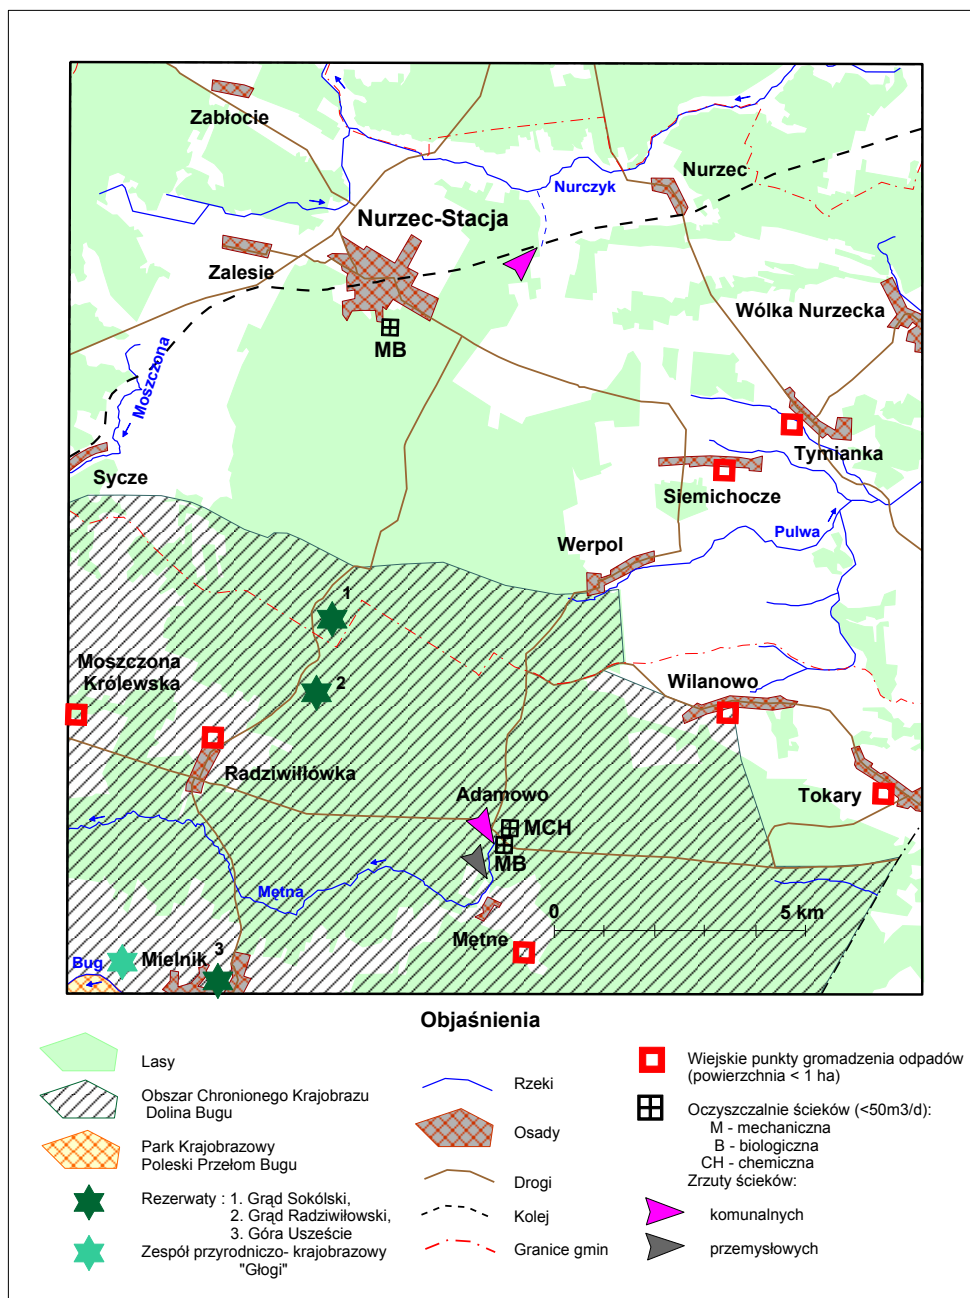 Zabłocie
Nurzec
Nurczyk
Nurzec-Stacja
Zalesie
Wólka Nurzecka
MB
Moszczona
Tymianka
Sycze
Siemichocze
Pulwa
Werpol
1
Moszczona
Królewska
2
Wilanowo
Radziwiłłówka
Adamowo
Tokary
MCH
MB
Mętna
0
5 km
Mętne
3
Mielnik
Bug
Objaśnienia
Lasy
Obszar Chronionego Krajobrazu
Dolina Bugu
Park Krajobrazowy
Poleski Przełom Bugu
Rezerwaty : 1. Grąd Sokólski,
2. Grąd Radziwiłowski,
3. Góra Uszeście
Zespół przyrodniczo- krajobrazowy
"Głogi"
Rzeki
Osady
Drogi
Kolej
Granice gmin
Wiejskie punkty gromadzenia odpadów
(powierzchnia < 1 ha)
Oczyszczalnie ścieków (<50m3/d):
M - mechaniczna
B - biologiczna
CH - chemiczna
Zrzuty ścieków:
komunalnych
przemysłowych